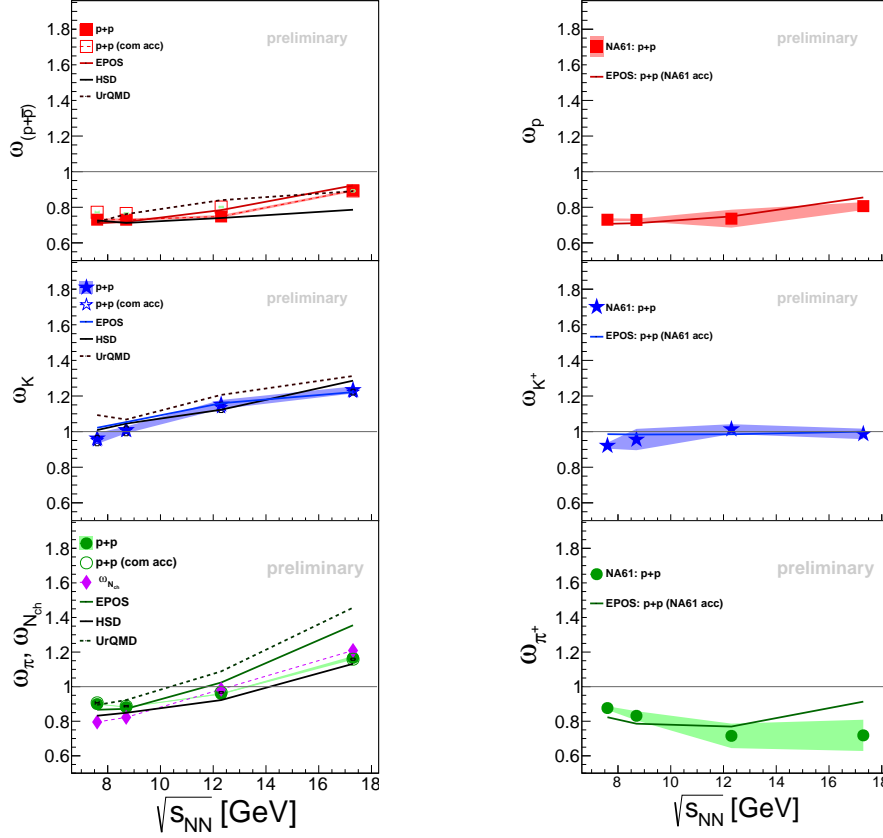 p+p
p+p (com acc)
EPOS
HSD
UrQMD
preliminary
ω(p+p̄)
1.8
1.6
1.4
1.2
1
0.8
0.6
NA61: p+p
EPOS: p+p (NA61 acc)
preliminary
ωp
1.8
1.6
1.4
1.2
1
0.8
0.6
p+p
p+p (com acc)
EPOS
HSD
UrQMD
preliminary
ωK
1.8
1.6
1.4
1.2
1
0.8
0.6
NA61: p+p
EPOS: p+p (NA61 acc)
preliminary
ωK+
1.8
1.6
1.4
1.2
1
0.8
0.6
p+p
p+p (com acc)
ωNch
EPOS
HSD
UrQMD
preliminary
ωπ, ωNch
1.8
1.6
1.4
1.2
1
0.8
0.6
8 10 12 14 16 18
√sNN [GeV]
NA61: p+p
EPOS: p+p (NA61 acc)
preliminary
ωπ+
1.8
1.6
1.4
1.2
1
0.8
0.6
8 10 12 14 16 18
√sNN [GeV]